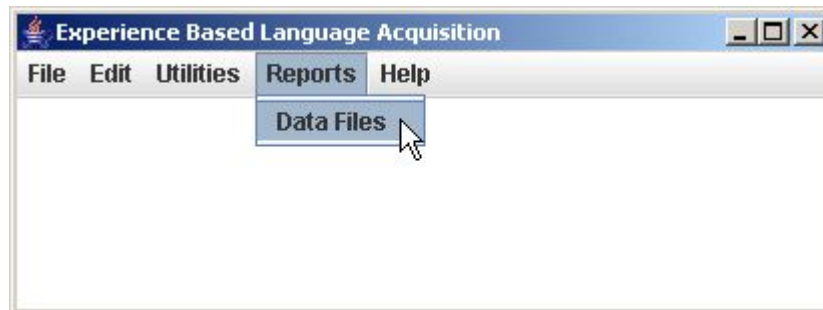 Experience Based Language Acquisition
File Edit Utilities Reports Help
Data Files